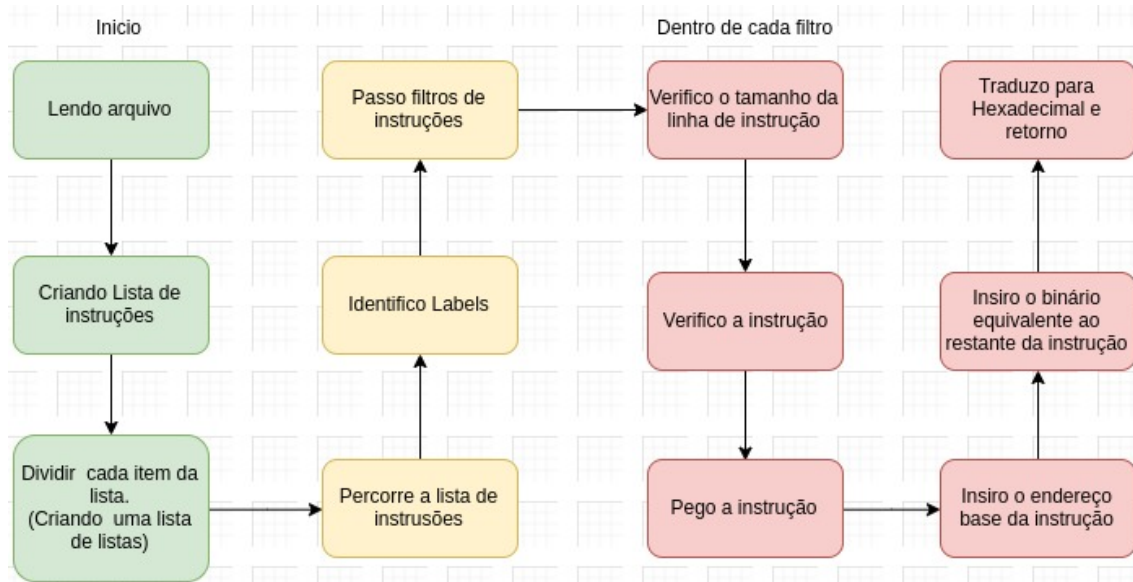 Inicio
Lendo arquivo
Criando Lista de
instruções
Dividir cada item da
lista.
(Criando uma lista
de listas)
Percorre a lista de
instrusões
Identifico Labels
Passo filtros de
instruções
Dentro de cada filtro
Verifico o tamanho da
linha de instrução
Verifico a instrução
Pego a instrução
Insiro o endereço
base da instrução
Insiro o binário
equivalente ao
restante da instrução
Traduzo para
Hexadecimal e
retorno